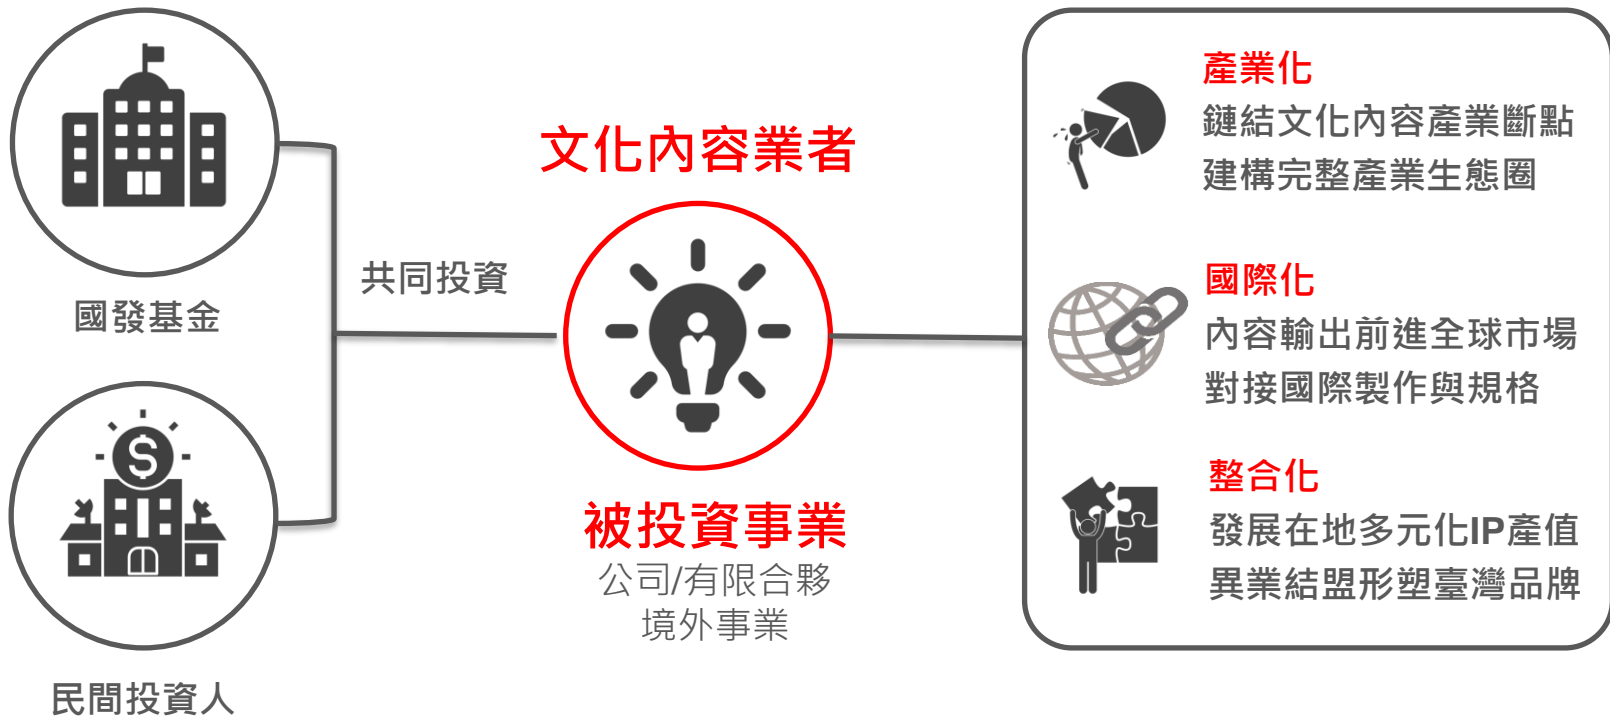 國發基金
民間投資人
共同投資
文化內容業者
被投資事業
公司/有限合夥
境外事業
產業化
鏈結文化內容產業斷點
建構完整產業生態圈
國際化
內容輸出前進全球市場
對接國際製作與規格
整合化
發展在地多元化IP產值
異業結盟形塑臺灣品牌
$